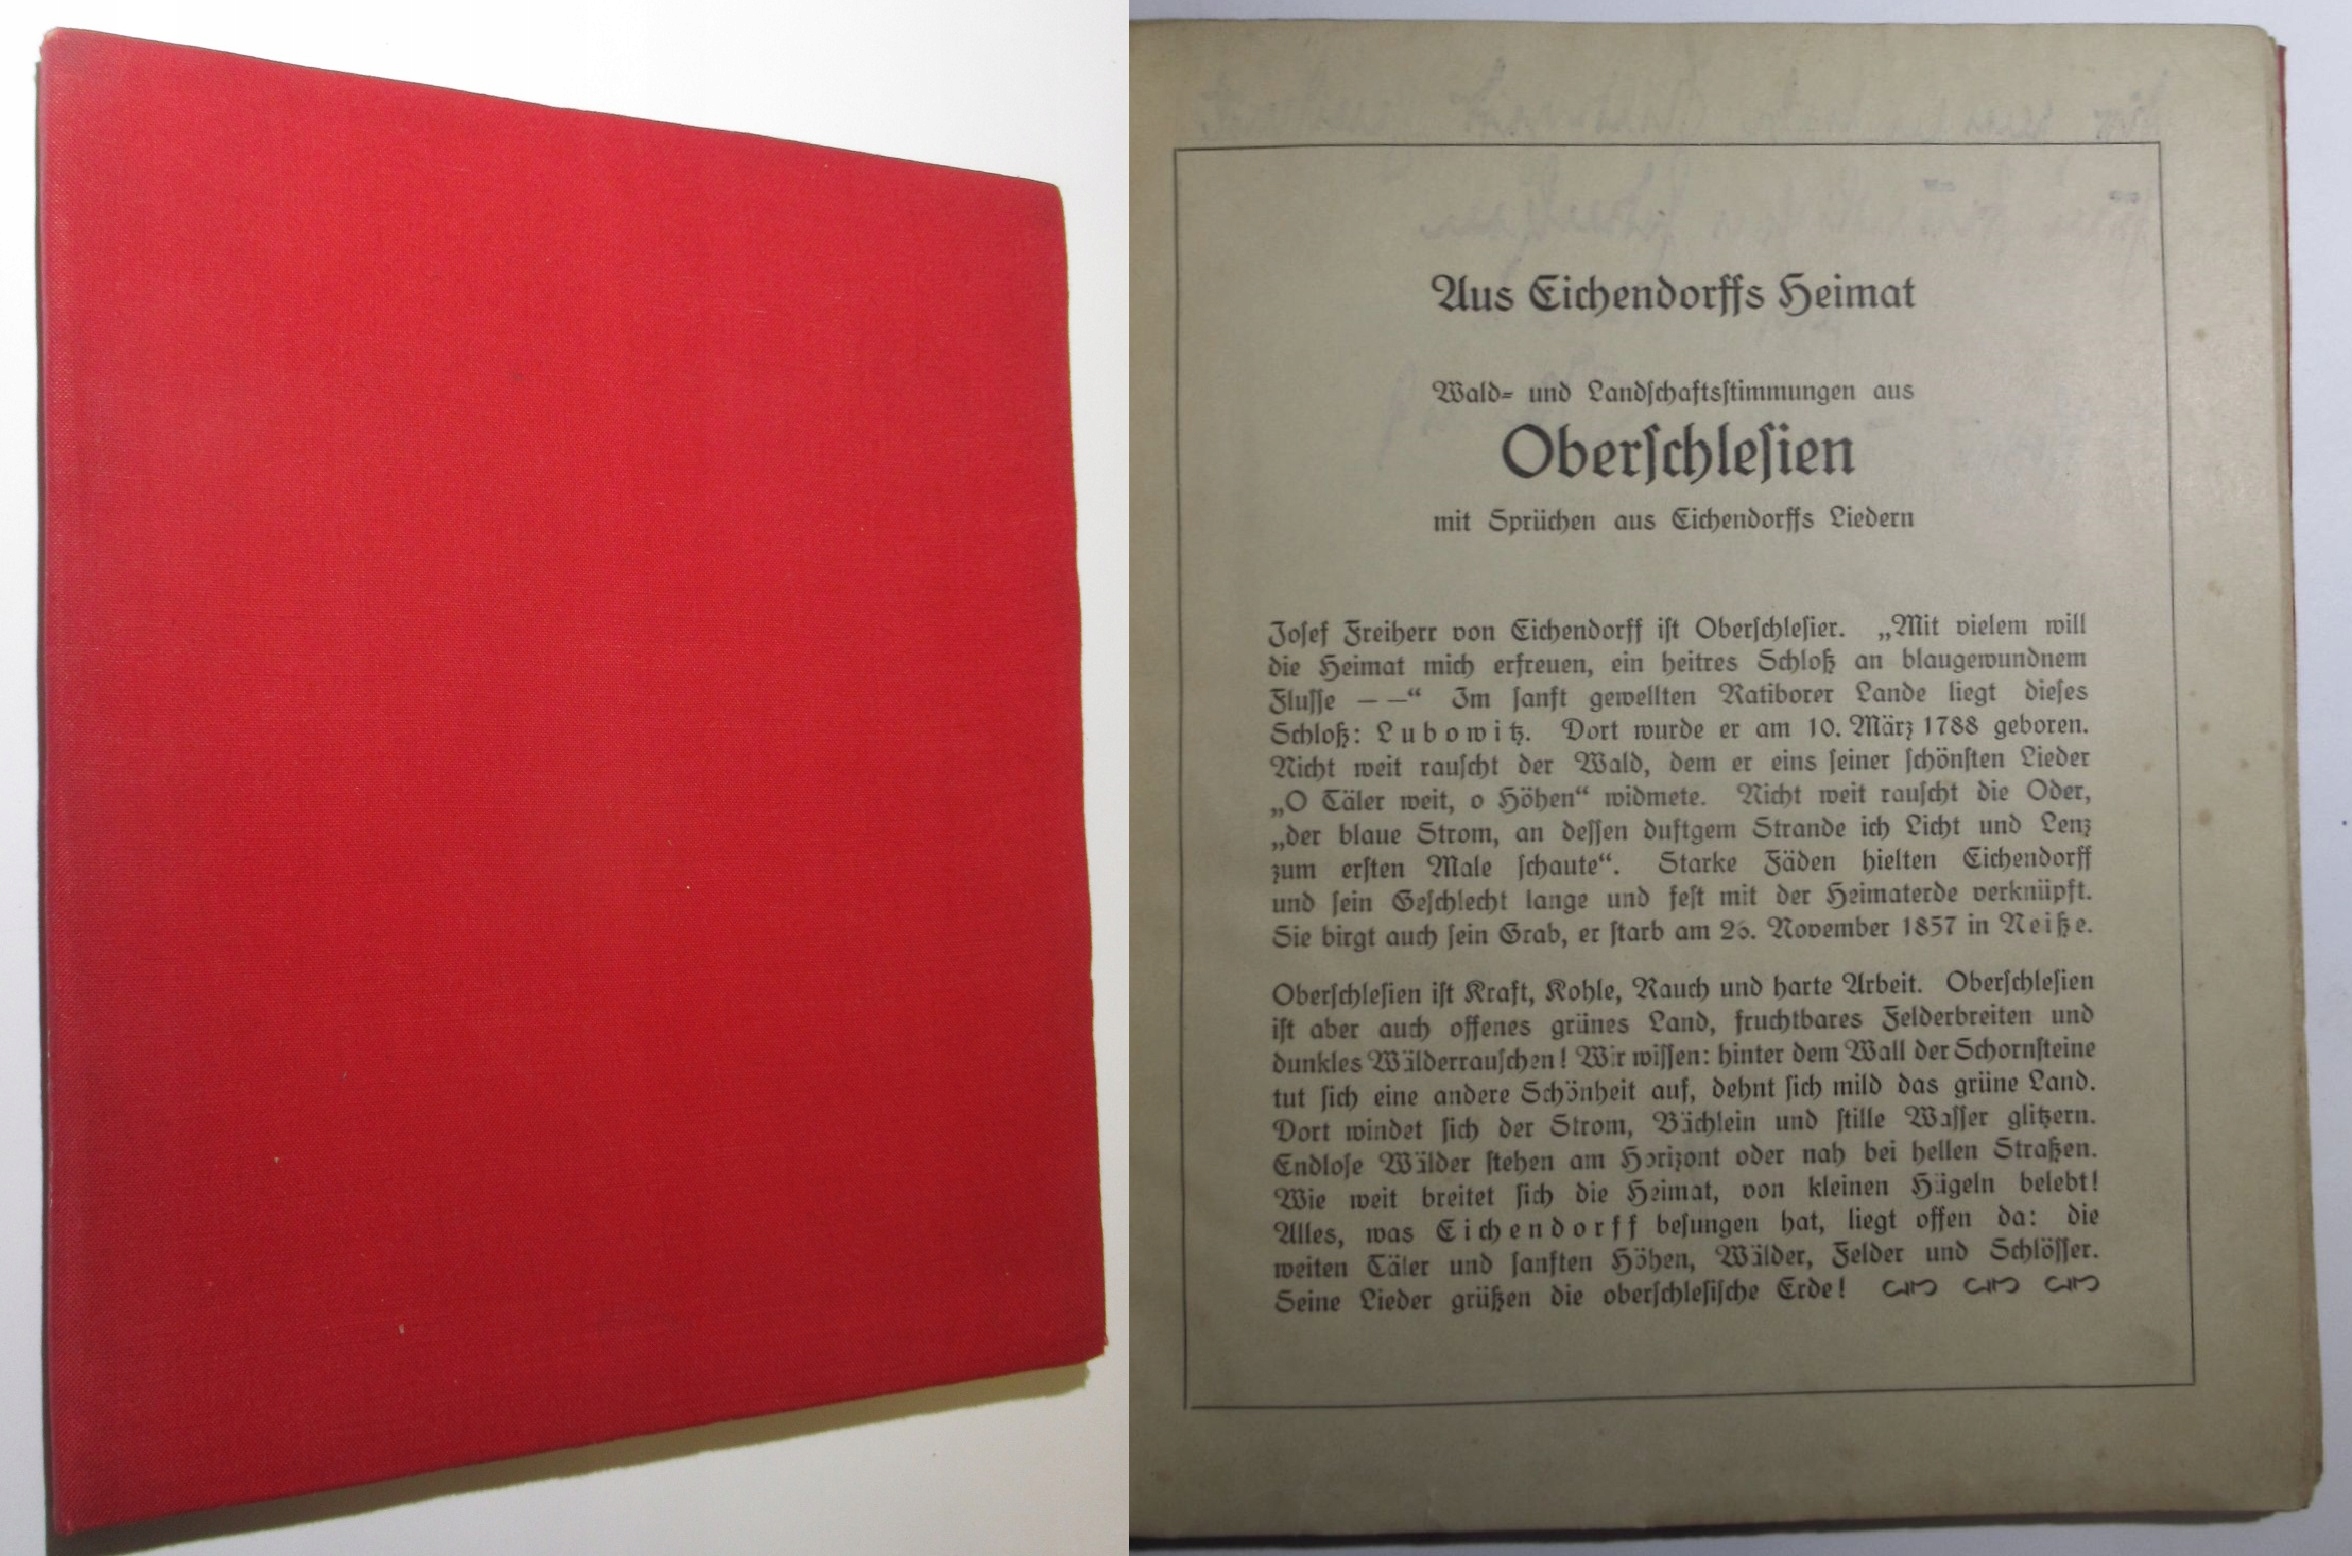 Aus Eichendorffs Heimat
Wald- und Landschaftsstimmungen aus
Oberschlesien
mit Sprüchen aus Eichendorffs Liedern
Josef Freiherr von Eichendorff ist Oberschlesier. „Mit vielem will
die Heimat mich erfreuen, ein heitres Schloß an blaugewundnem
Flusse — —“ Im sanft gewellten Ratiborer Lande liegt dieses
Schloß: Lubowitz. Dort wurde er am 10. März 1788 geboren.
Nicht weit rauscht der Wald, dem er eins seiner schönsten Lieder
„O Täler weit, o Höhen“ widmete. Nicht weit rauscht die Oder,
„der blaue Strom, an dessen duftgem Strande ich Licht und Lenz
zum ersten Male schaute“. Starke Fäden hielten Eichendorff
und sein Geschlecht lange und fest mit der Heimaterde verknüpft.
Sie birgt auch sein Grab, er starb am 26. November 1857 in Neiße.
Oberschlesien ist Kraft, Kohle, Rauch und harte Arbeit. Oberschlesien
ist aber auch offenes grünes Land, fruchtbares Felderbreiten und
dunkles Wälderrauschen! Wir wissen: hinter dem Wall der Schornsteine
tut sich eine andere Schönheit auf, dehnt sich mild das grüne Land.
Dort windet sich der Strom, Bächlein und stille Wasser glitzern.
Endlose Wälder stehen am Horizont oder nah bei hellen Straßen.
Wie weit breitet sich die Heimat, von kleinen Hügeln belebt!
Alles, was Eichendorff besungen hat, liegt offen da: die
weiten Täler und sanften Höhen, Wälder, Felder und Schlösser.
Seine Lieder grüßen die oberschlesische Erde!